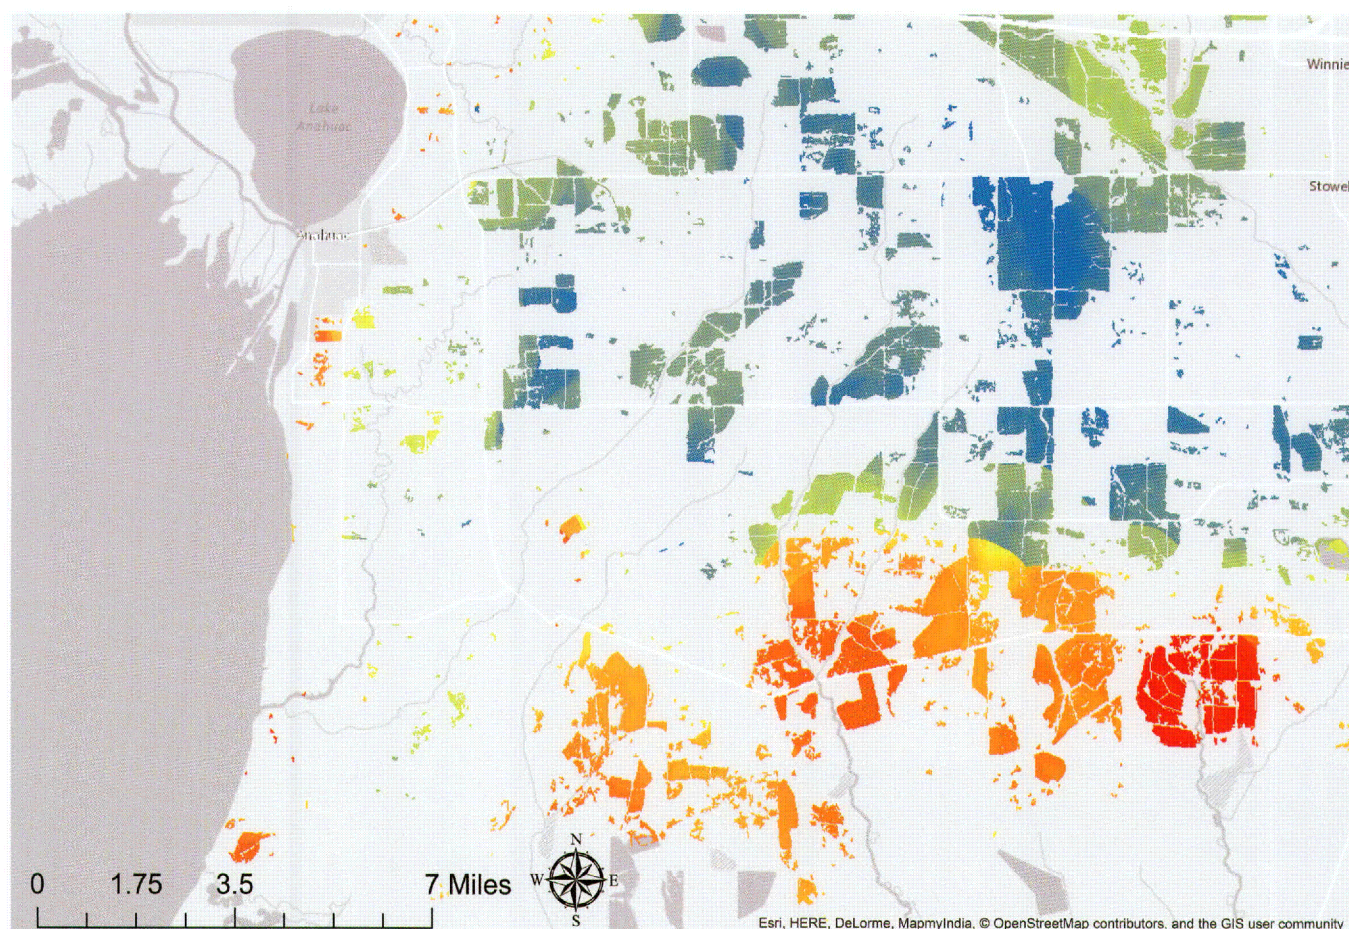 Winnie
Lake
Anahuac
Stowel
Anahuac
N
W E
S
0 1.75 3.5 7 Miles
Esri, HERE, DeLorme, MapmyIndia, © OpenStreetMap contributors, and the GIS user community